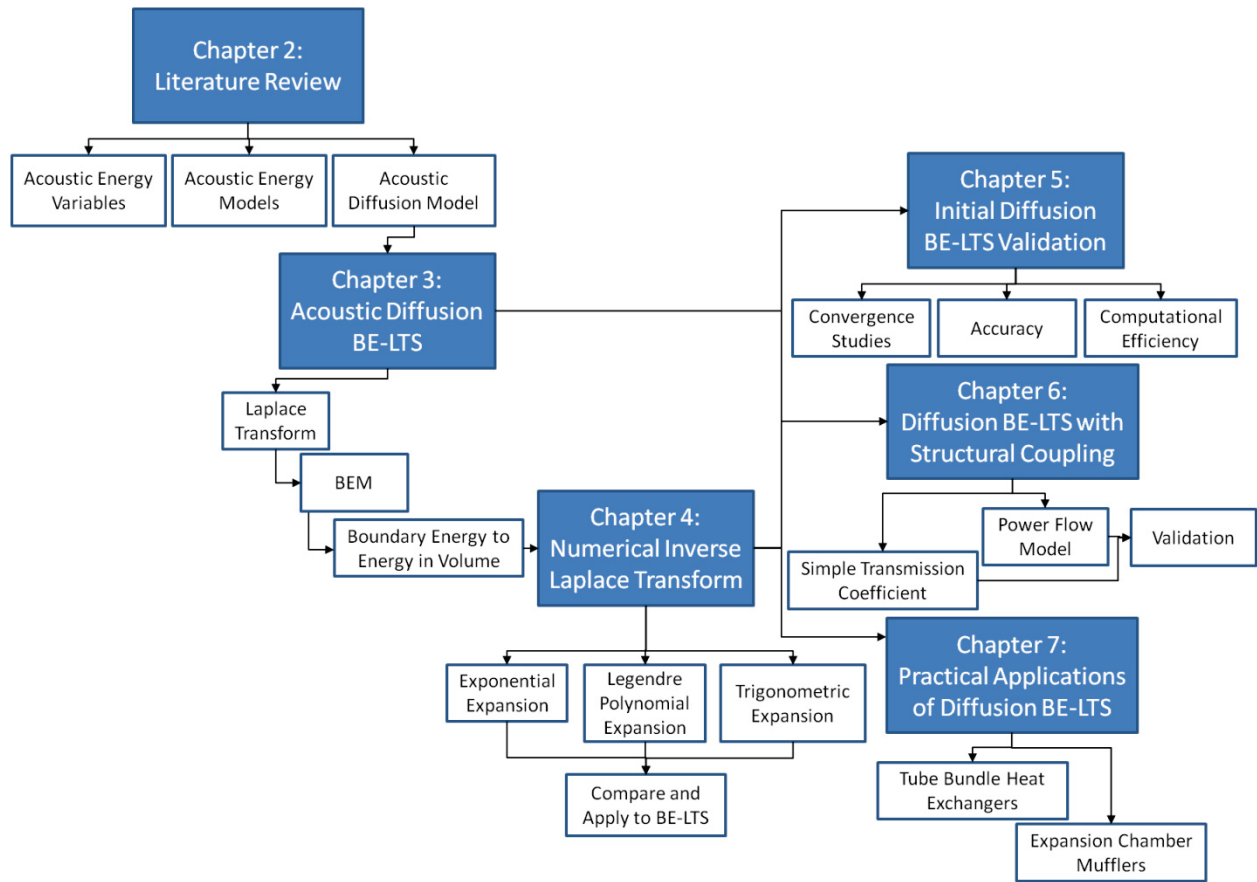 Chapter 2:
Literature Review
Acoustic Energy
Variables
Acoustic Energy
Models
Acoustic
Diffusion Model
Chapter 3:
Acoustic Diffusion
BE-LTS
Laplace
Transform
BEM
Boundary Energy to
Energy in Volume
Chapter 4:
Numerical Inverse
Laplace Transform
Exponential
Expansion
Legendre
Polynomial
Expansion
Trigonometric
Expansion
Compare and
Apply to BE-LTS
Chapter 5:
Initial Diffusion
BE-LTS Validation
Convergence
Studies
Accuracy
Computational
Efficiency
Chapter 6:
Diffusion BE-LTS with
Structural Coupling
Simple Transmission
Coefficient
Power Flow
Model
Validation
Chapter 7:
Practical Applications
of Diffusion BE-LTS
Tube Bundle Heat
Exchangers
Expansion Chamber
Mufflers